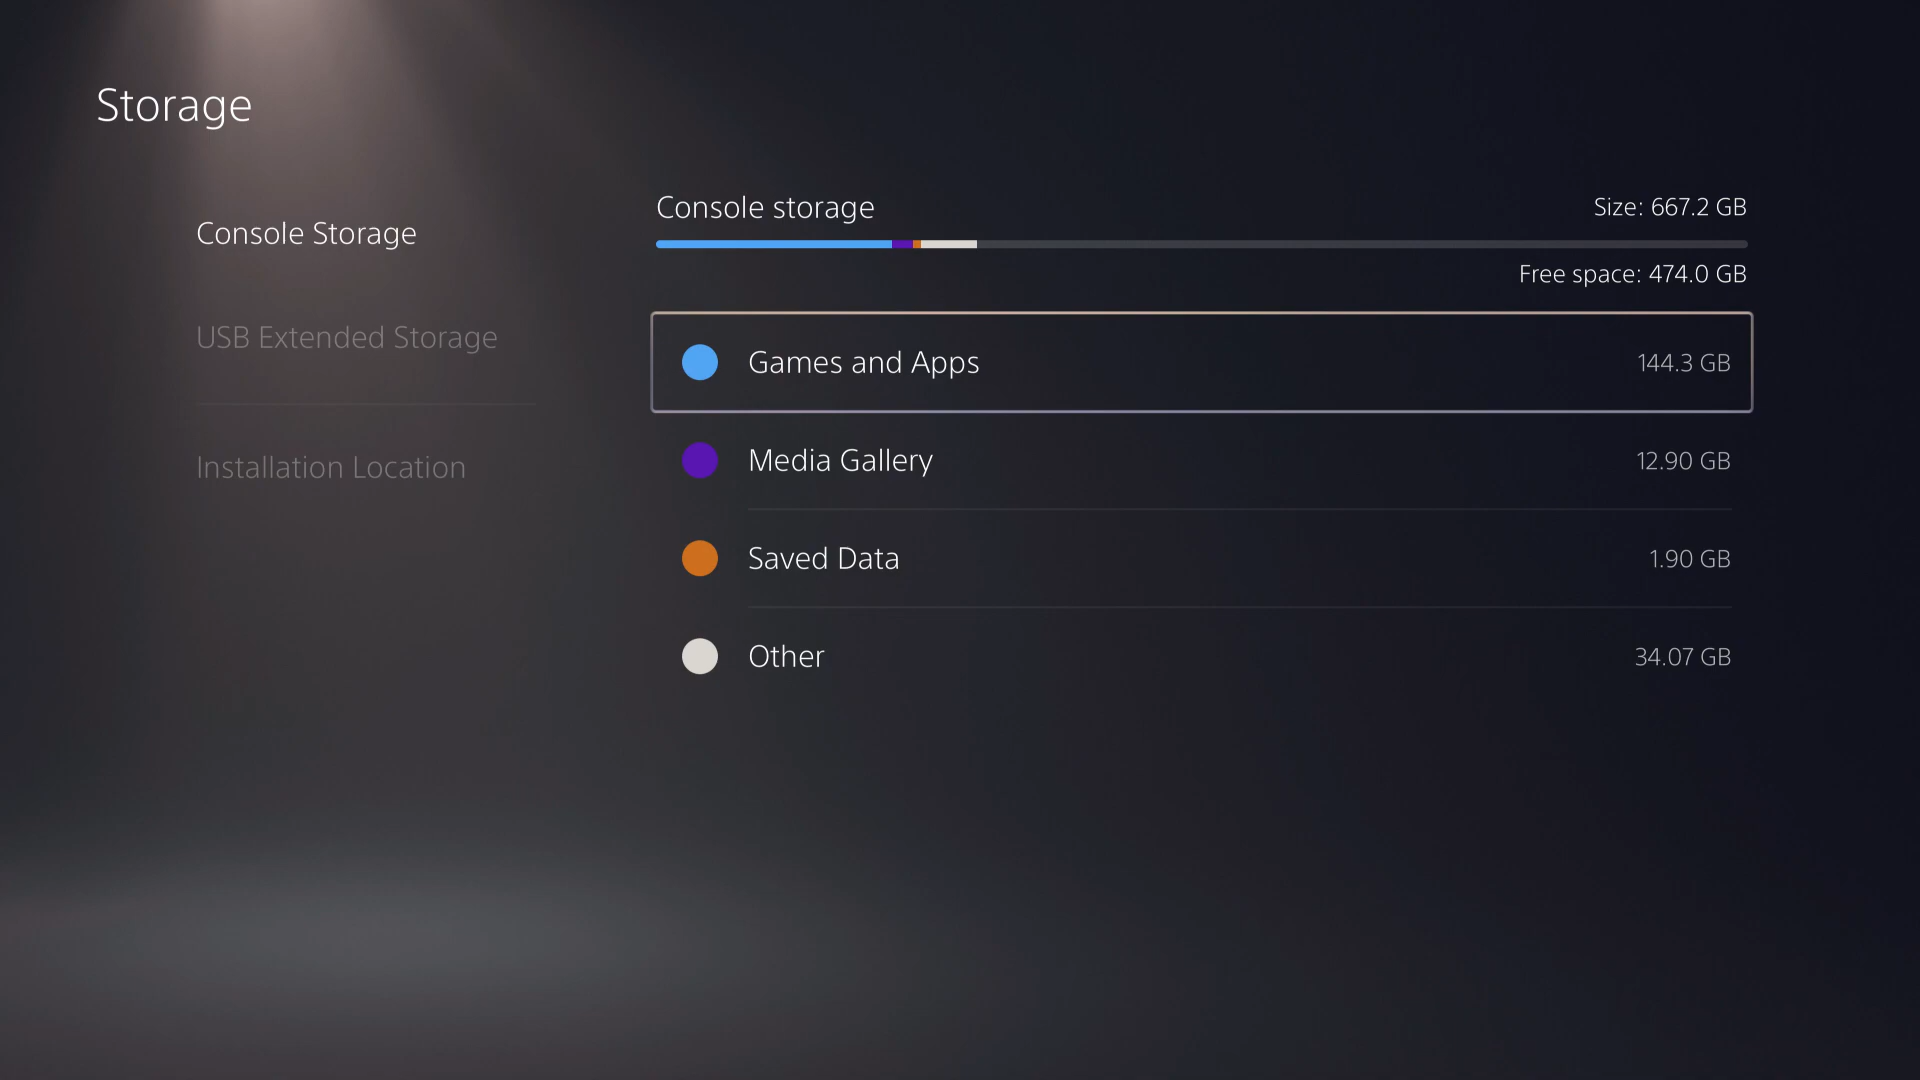 Storage
Console Storage
USB Extended Storage
Installation Location
Console storage
Size: 667.2 GB
Free space: 474.0 GB
Games and Apps 144.3 GB
Media Gallery 12.90 GB
Saved Data 1.90 GB
Other 34.07 GB